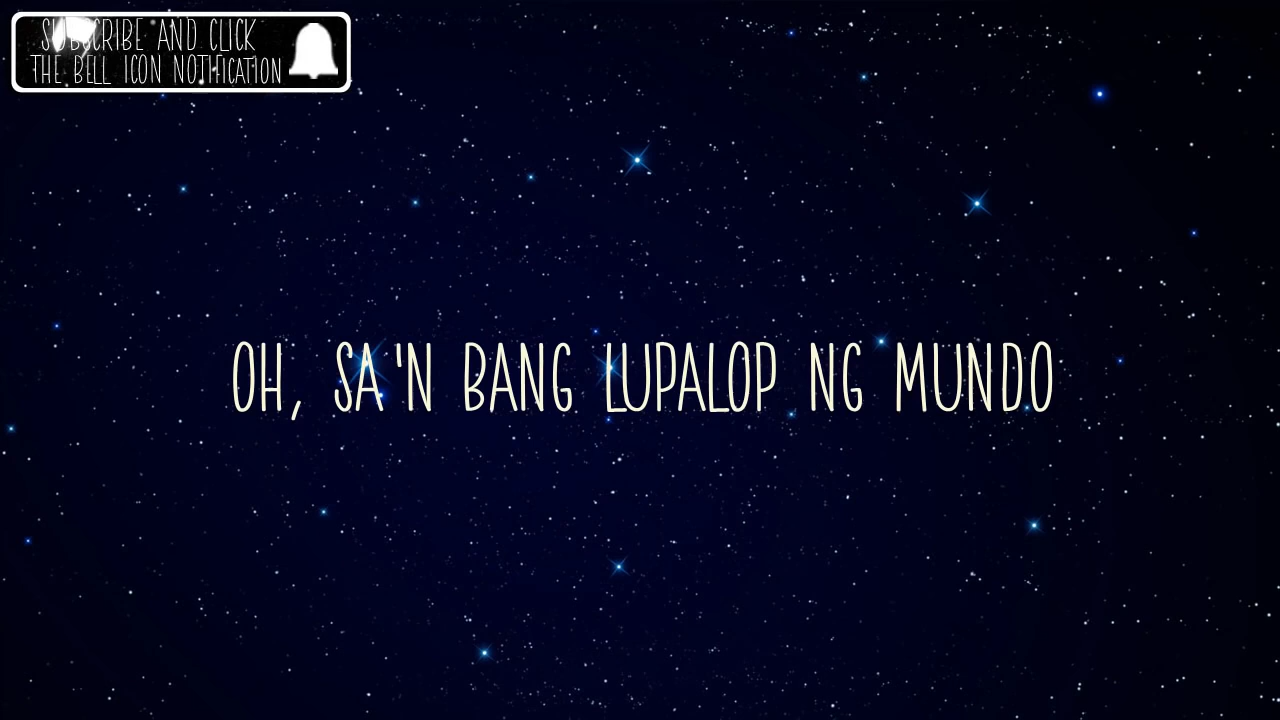 SUBSCRIBE AND CLICK
THE BELL ICON NOTIFICATION
OH, SA'N BANG LUPALOP NG MUNDO